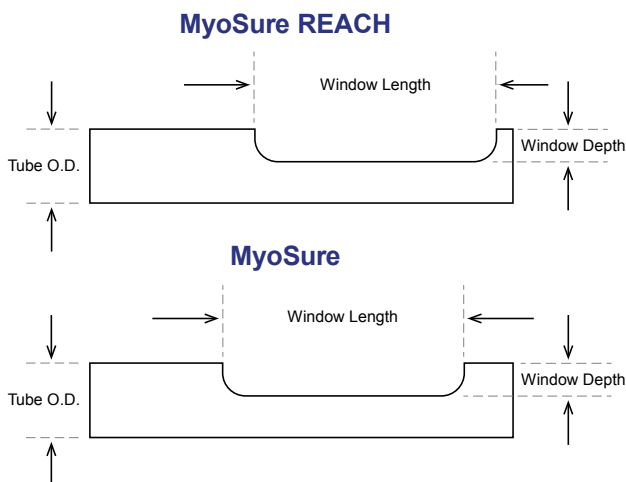 MyoSure REACH
Window Length
Tube O.D.
Window Depth
MyoSure
Window Length
Tube O.D.
Window Depth